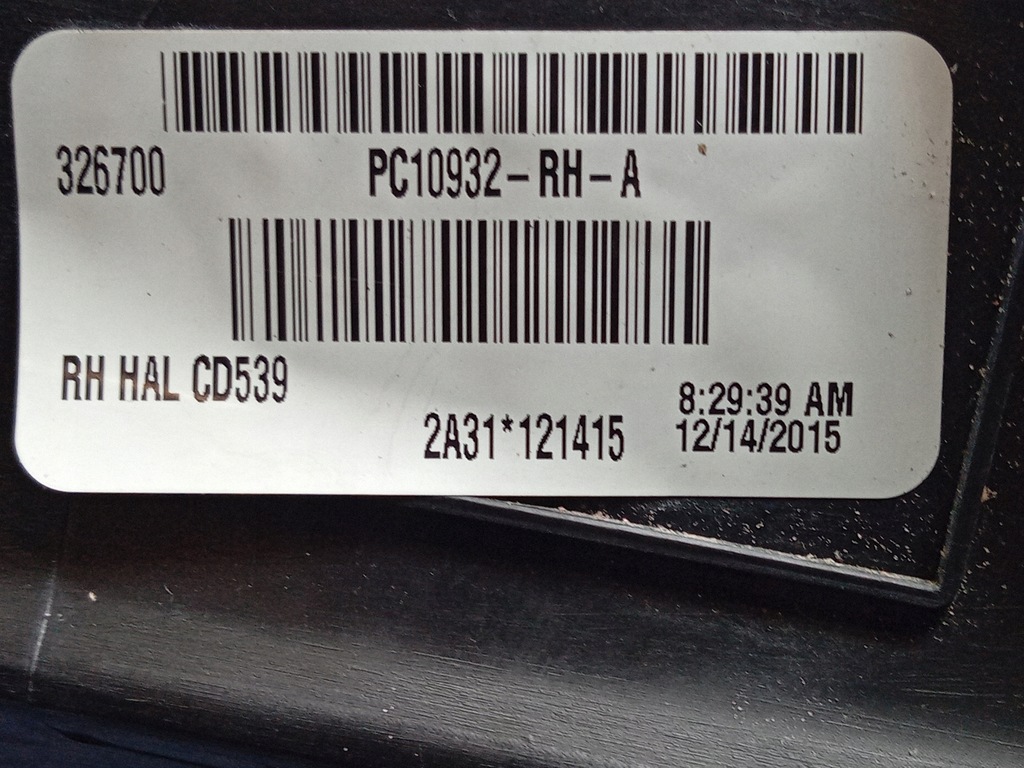 326700 PC10932-RH-A
RH HAL CD539
8:29:39 AM
2A31*121415 12/14/2015